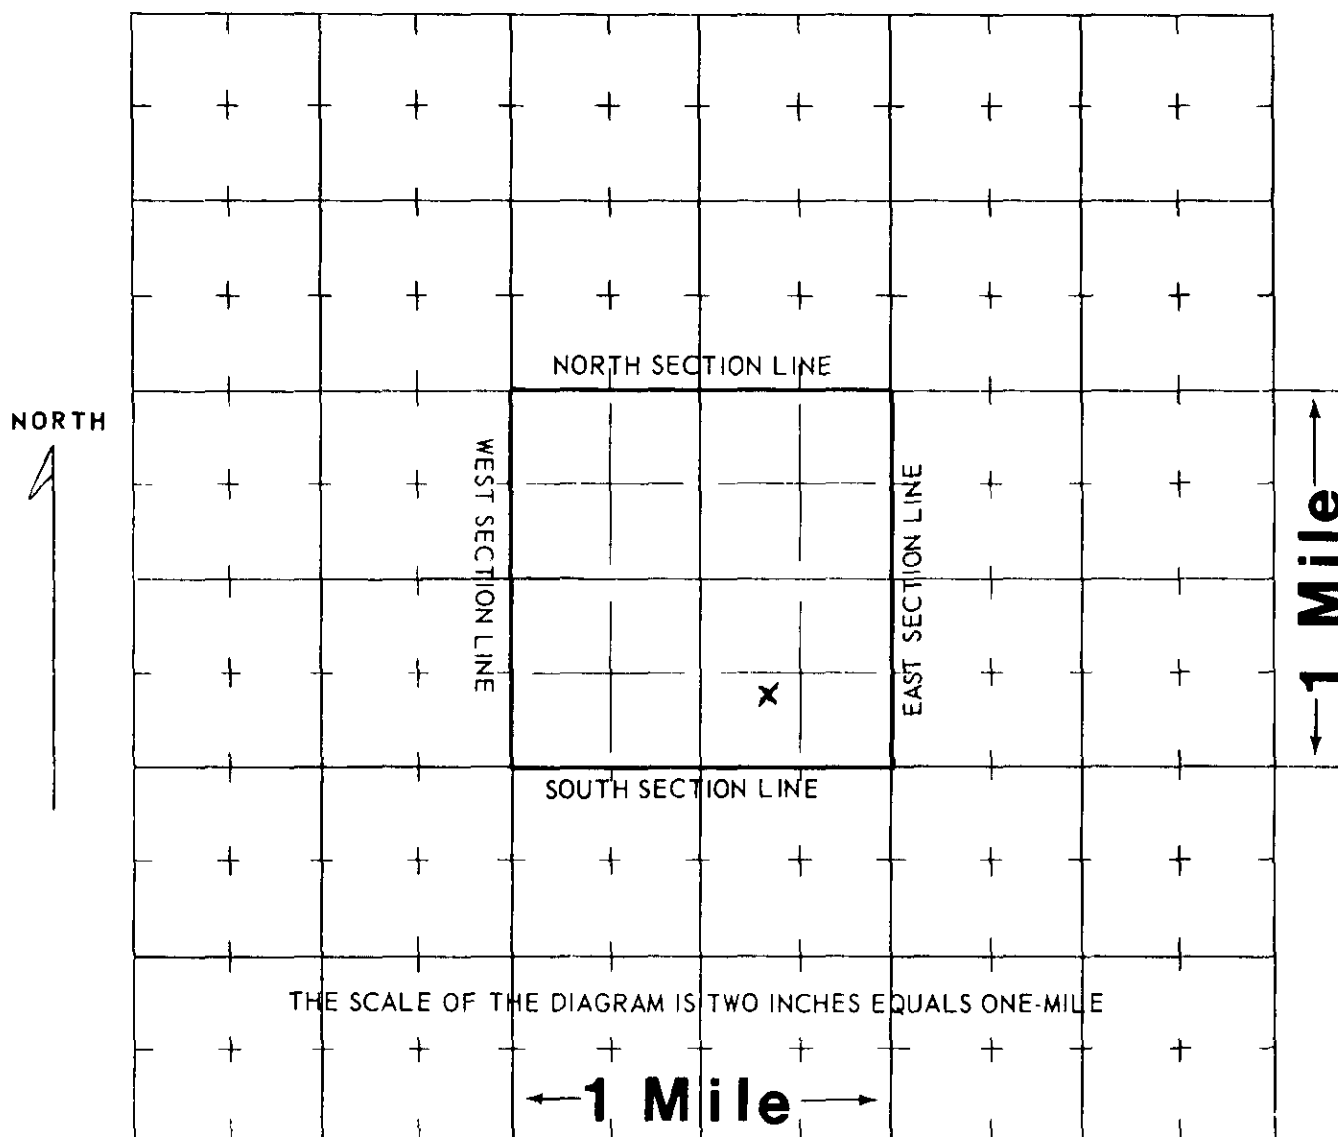 NORTH SECTION LINE
NORTH
WEST SECTION LINE
EAST SECTION LINE
1 Mile
X
SOUTH SECTION LINE
THE SCALE OF THE DIAGRAM IS TWO INCHES EQUALS ONE-MILE
1 Mile